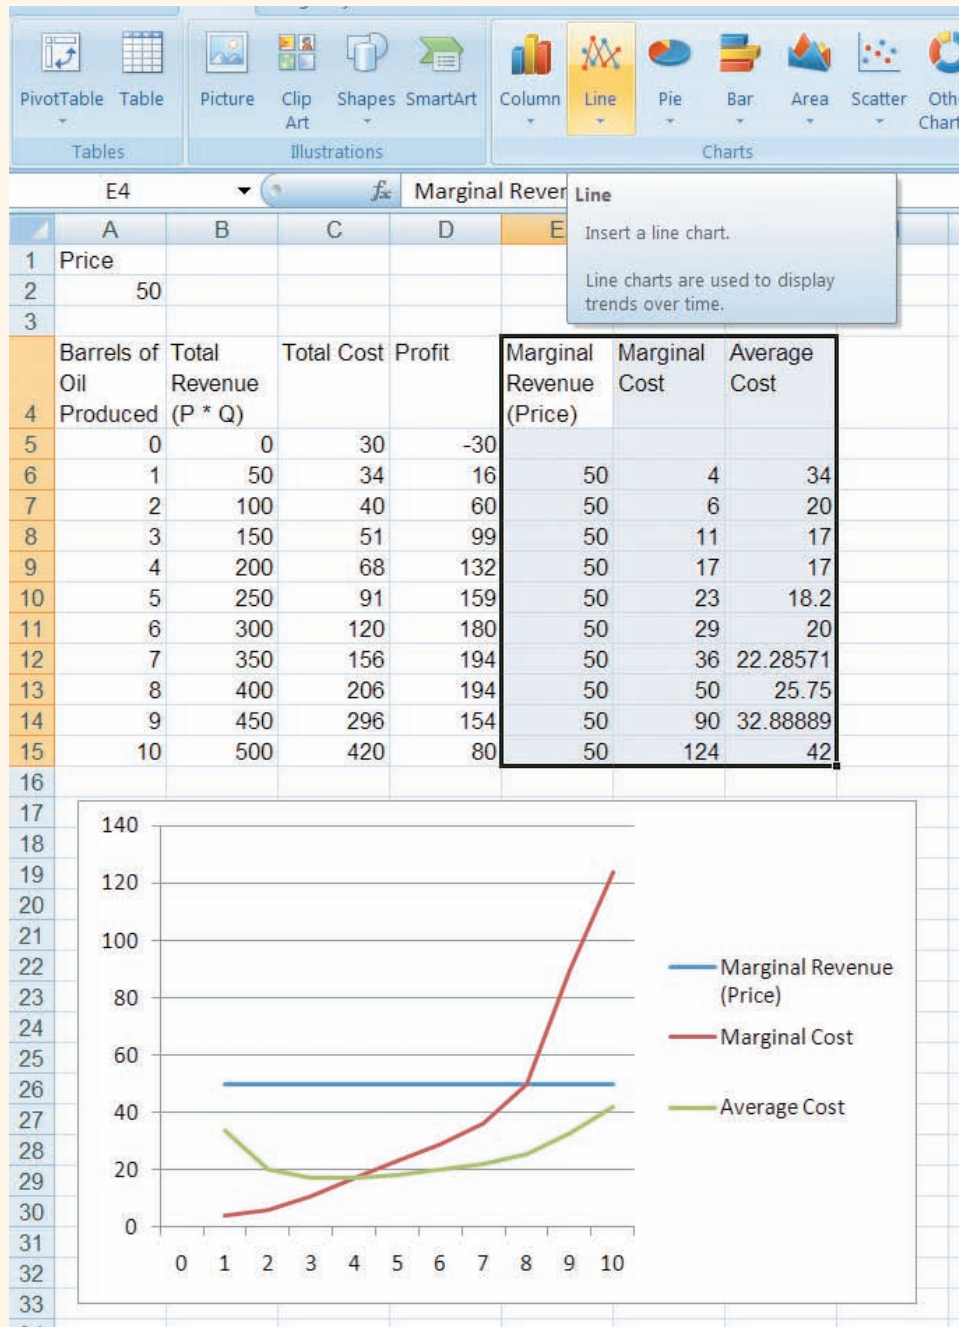 PivotTable Table Picture Clip Art Shapes SmartArt Column Line Pie Bar Area Scatter
Tables Illustrations Charts
E4 fx Marginal
Line
Insert a line chart.
Line charts are used to display
trends over time.
A B C D E
1 Price
2 50
3
Barrels of Total Total Cost Profit Marginal Marginal Average
Oil Revenue Revenue Cost Cost
4 Produced (P * Q) (Price)
5 0 0 30 -30
6 1 50 34 16 50 4 34
7 2 100 40 60 50 6 20
8 3 150 51 99 50 11 17
9 4 200 68 132 50 17 17
10 5 250 91 159 50 23 18.2
11 6 300 120 180 50 29 20
12 7 350 156 194 50 36 22.28571
13 8 400 206 194 50 50 25.75
14 9 450 296 154 50 90 32.88889
15 10 500 420 80 50 124 42
16
17
18
19
20
21
22
23
24
25
26
27
28
29
30
31
32
33
140
120
100
80
60
40
20
0
0 1 2 3 4 5 6 7 8 9 10
Marginal Revenue
(Price)
Marginal Cost
Average Cost